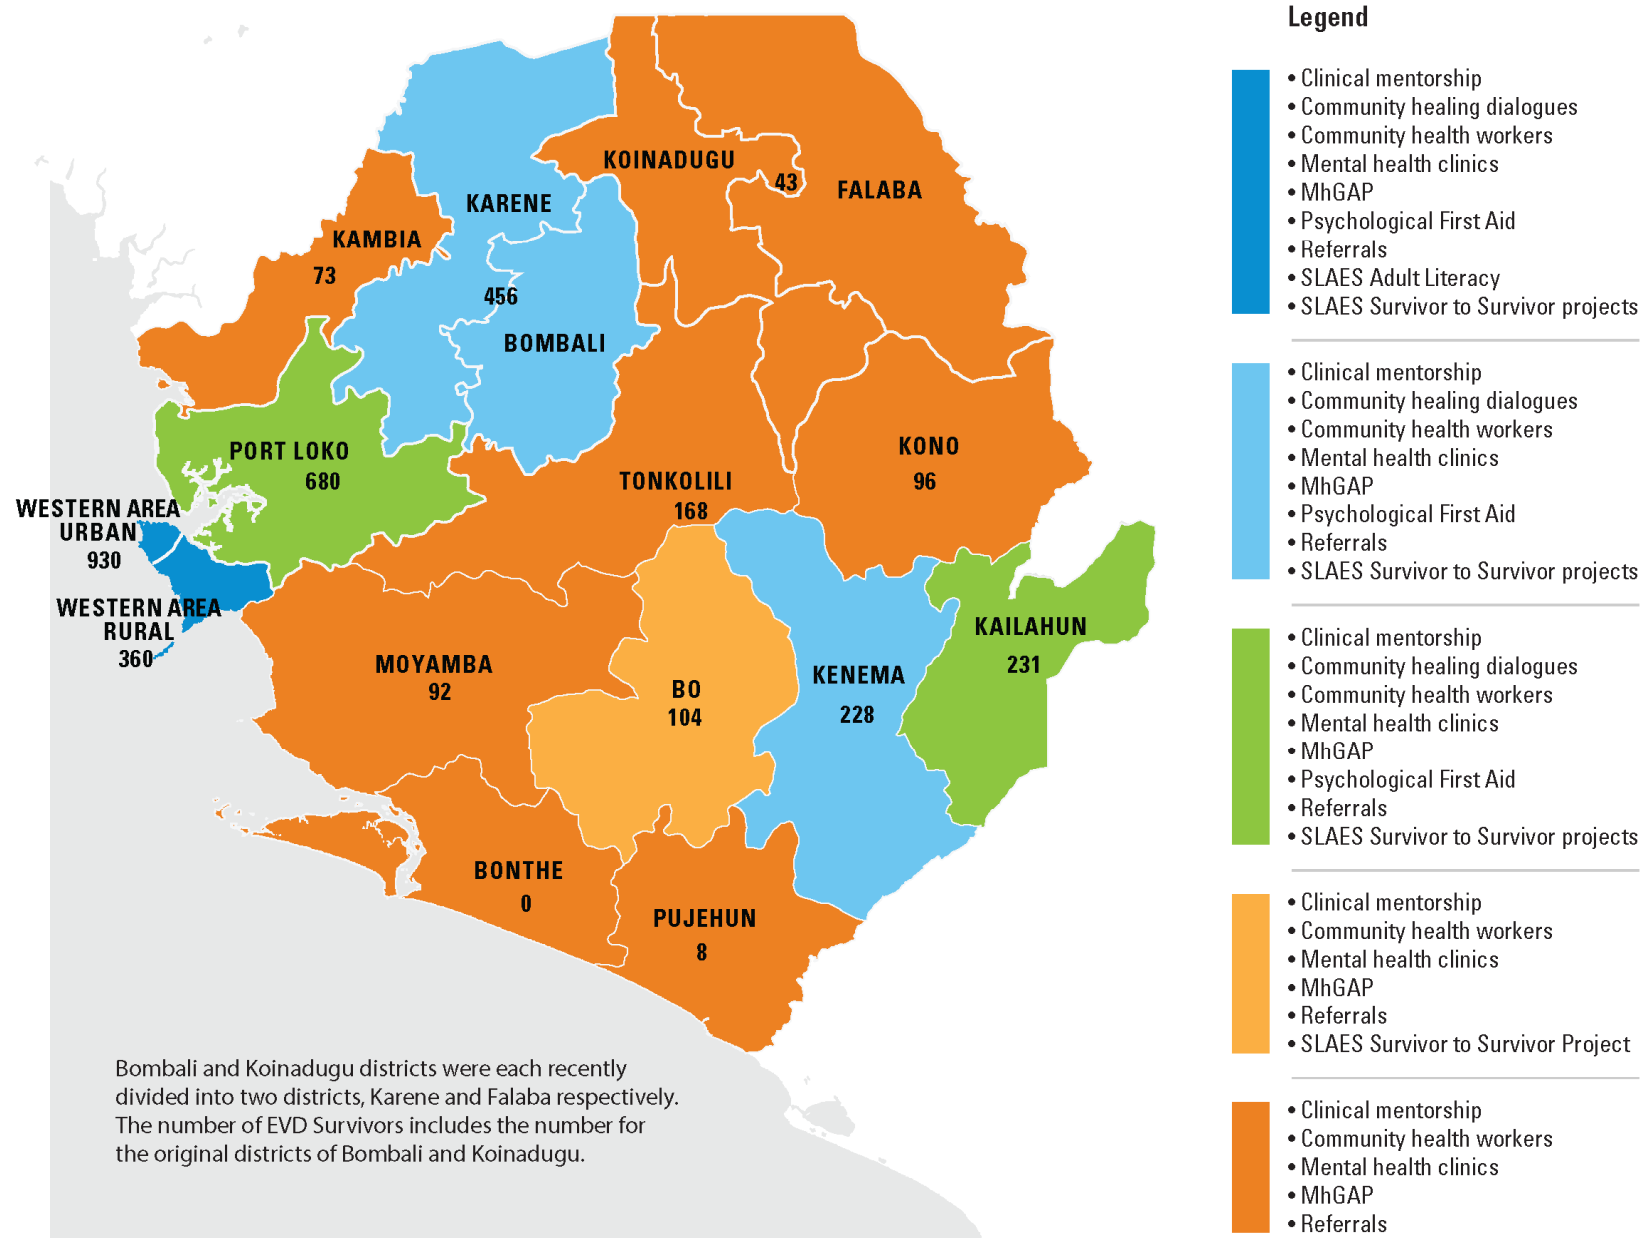 KOINADUGU
43
FALABA
KARENE
KAMBIA
73
456
BOMBALI
PORT LOKO
680
KONO
96
TONKOLILI
168
WESTERN AREA
URBAN
930
WESTERN AREA
RURAL
360
KAILAHUN
231
MOYAMBA
92
BO
104
KENEMA
228
BONTHE
0
PUJEHUN
8
Bombali and Koinadugu districts were each recently
divided into two districts, Karene and Falaba respectively.
The number of EVD Survivors includes the number for
the original districts of Bombali and Koinadugu.
Legend
• Clinical mentorship
• Community healing dialogues
• Community health workers
• Mental health clinics
• MhGAP
• Psychological First Aid
• Referrals
• SLAES Adult Literacy
• SLAES Survivor to Survivor projects
• Clinical mentorship
• Community healing dialogues
• Community health workers
• Mental health clinics
• MhGAP
• Psychological First Aid
• Referrals
• SLAES Survivor to Survivor projects
• Clinical mentorship
• Community healing dialogues
• Community health workers
• Mental health clinics
• MhGAP
• Psychological First Aid
• Referrals
• SLAES Survivor to Survivor projects
• Clinical mentorship
• Community health workers
• Mental health clinics
• MhGAP
• Referrals
• SLAES Survivor to Survivor Project
• Clinical mentorship
• Community health workers
• Mental health clinics
• MhGAP
• Referrals